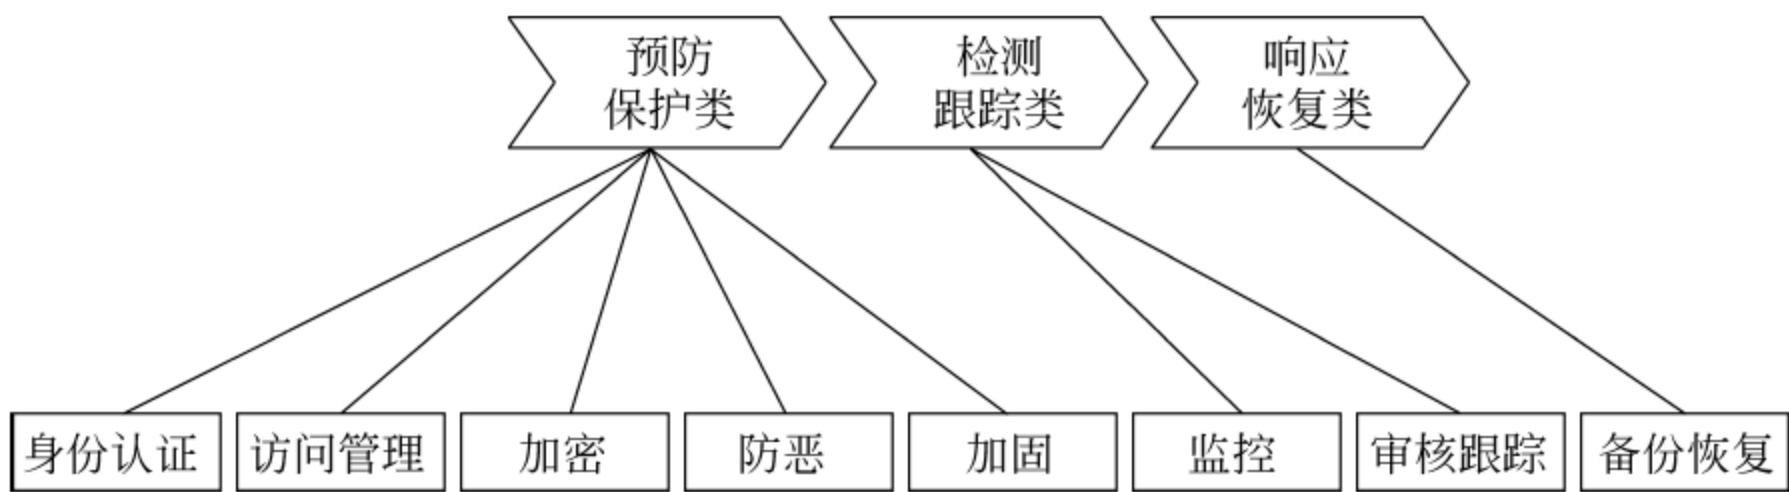 预防
保护类
检测
跟踪类
响应
恢复类
身份认证
访问管理
加密
防恶
加固
监控
审核跟踪
备份恢复